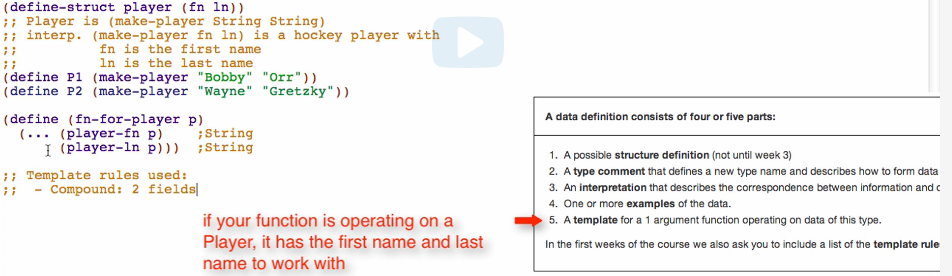 (define-struct player (fn ln))
;; Player is (make-player String String)
;; interp. (make-player fn ln) is a hockey player with
;;         fn is the first name
;;         ln is the last name
(define P1 (make-player "Bobby" "Orr"))
(define P2 (make-player "Wayne" "Gretzky"))
(define (fn-for-player p)
  (... (player-fn p)    ;String
       (player-ln p)))  ;String
;; Template rules used:
;;  - Compound: 2 fields
if your function is operating on a
Player, it has the first name and last
name to work with
A data definition consists of four or five parts:
1. A possible structure definition (not until week 3)
2. A type comment that defines a new type name and describes how to form data
3. An interpretation that describes the correspondence between information and
4. One or more examples of the data.
5. A template for a 1 argument function operating on data of this type.
In the first weeks of the course we also ask you to include a list of the template rule